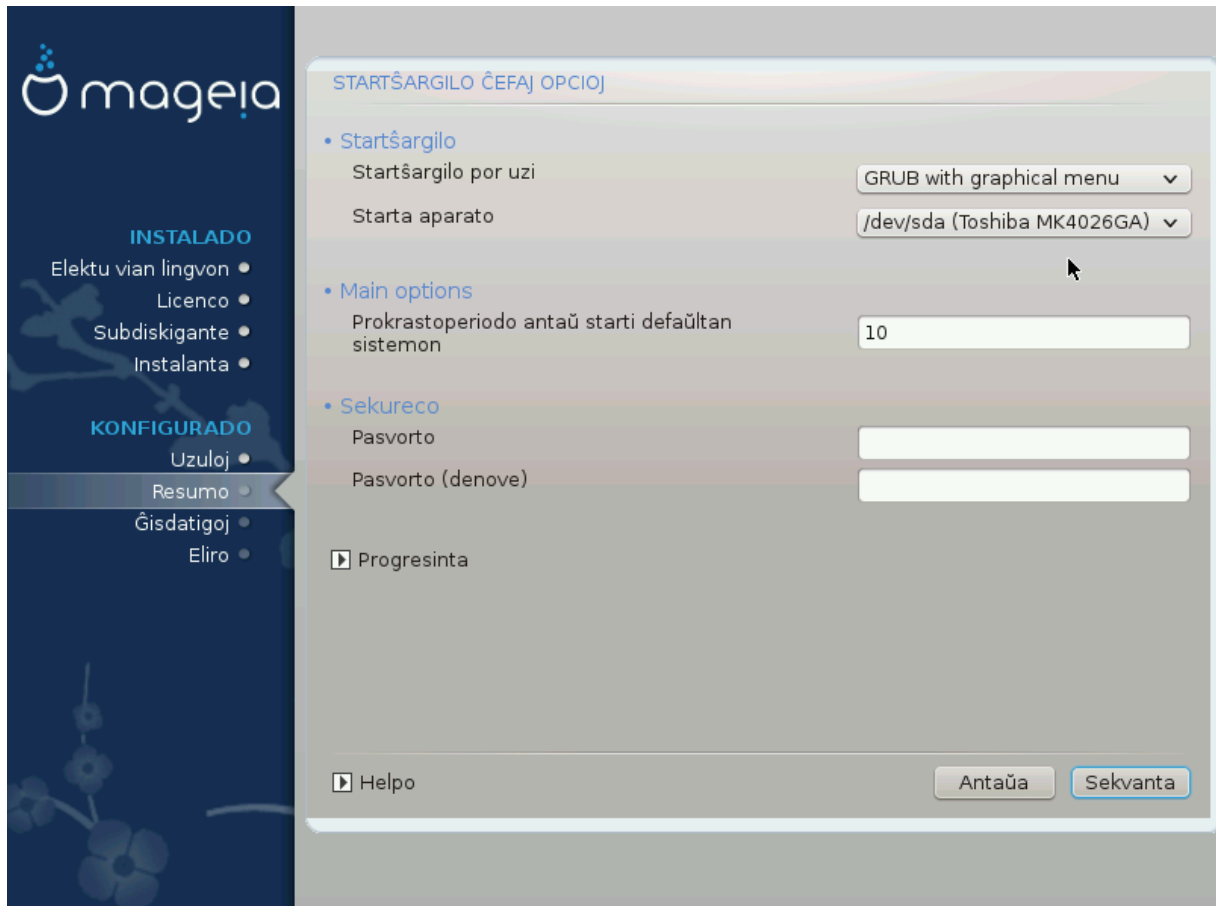 mageia
INSTALADO
Elektu vian lingvon
Licenco
Subdiskigante
Instalanta
KONFIGURADO
Uzuloj
Resumo
Ĝisdatigoj
Eliro
STARTŜARGILO ĈEFAJ OPCIOJ
• Startŝargilo
Startŝargilo por uzi
GRUB with graphical menu
Starta aparato
/dev/sda (Toshiba MK4026GA)
• Main options
Prokrastoperiodo antaŭ starti defaŭltan
sistemon
10
• Sekureco
Pasvorto
Pasvorto (denove)
Progresinta
Helpo
Antaŭa
Sekvanta